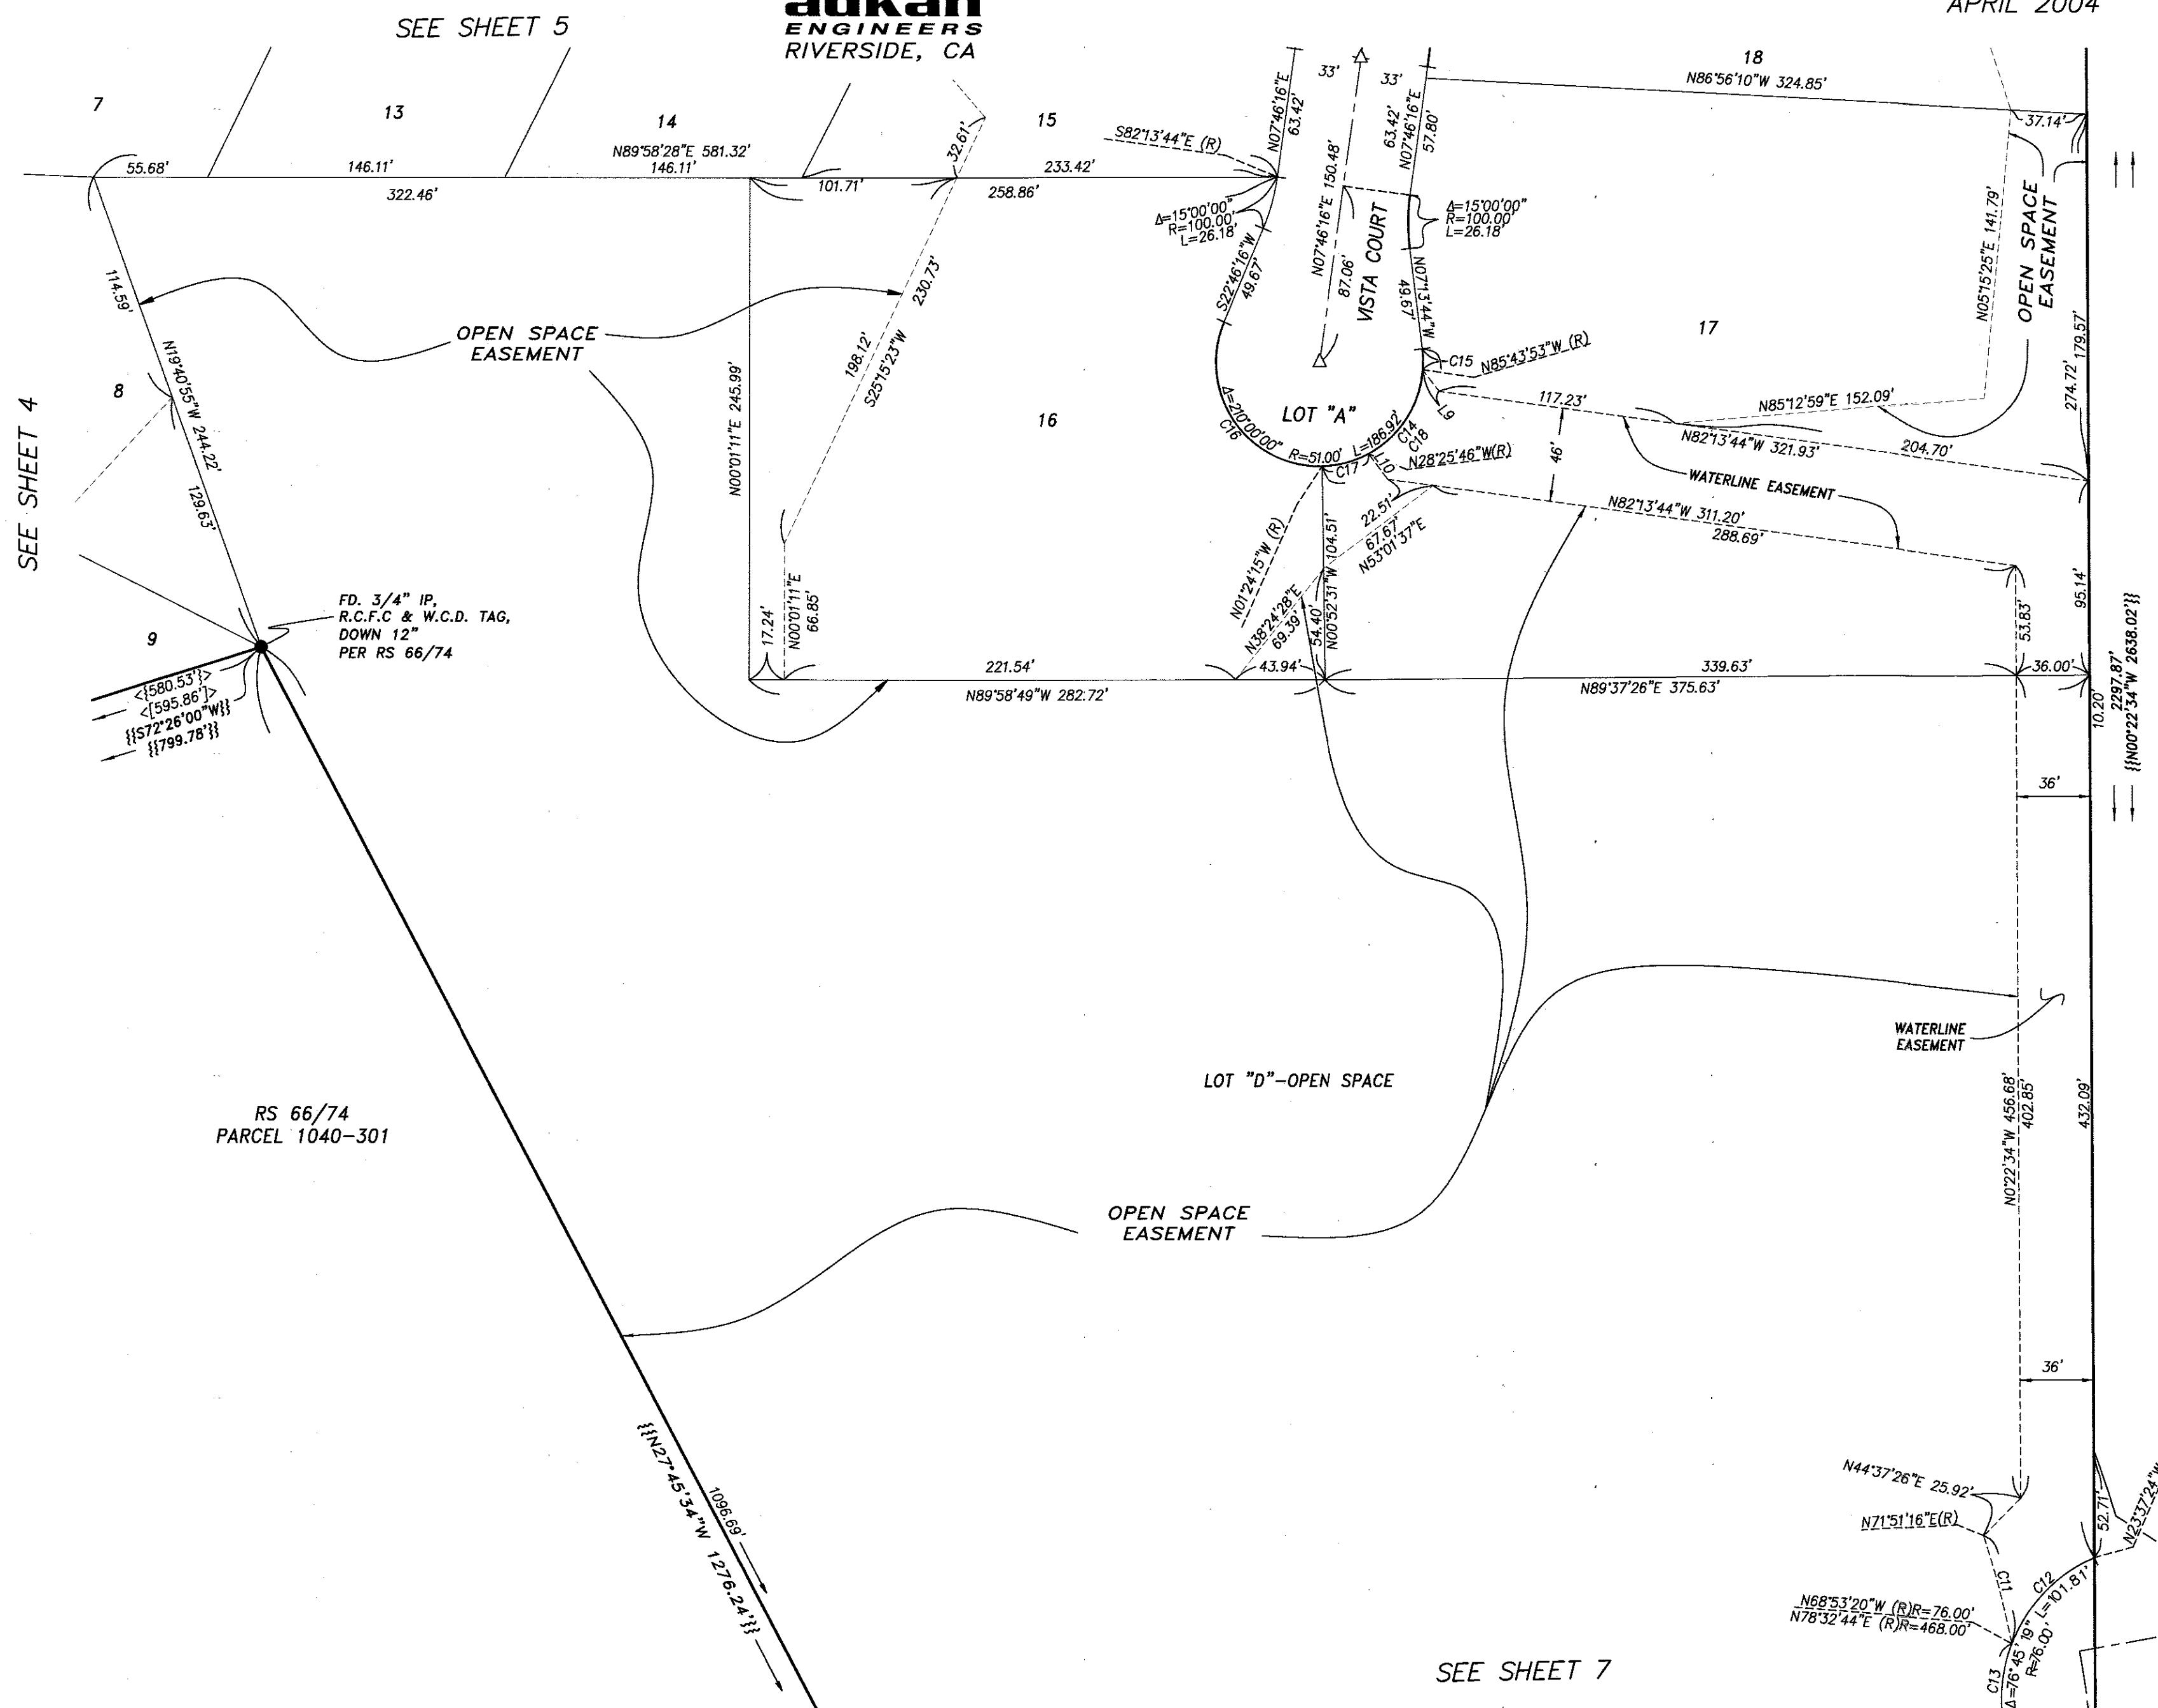 SEE SHEET 5
aukan
ENGINEERS
RIVERSIDE, CA
APRIL 2004
7
13
14
15
18
N89°58'28"E 581.32'
55.68'
146.11'
146.11'
322.46'
101.71'
32.61'
233.42'
258.86'
S82°13'44"E (R)
N07°46'16"E
63.42'
33'
33'
63.42'
N07°46'16"E
57.80'
N86°56'10"W 324.85'
37.14'
Δ=15°00'00"
R=100.00'
L=26.18'
S22°46'16"W
49.67'
N07°46'16"E 150.48'
87.06'
VISTA COURT
Δ=15°00'00"
R=100.00'
L=26.18'
N07°13'44"W
49.67'
N05°15'25"E 141.79'
OPEN SPACE
EASEMENT
179.57'
274.72'
17
114.59'
N19°40'55"W 244.22'
129.63'
8
SEE SHEET 4
OPEN SPACE
EASEMENT
N00°01'11"E 245.99'
230.73'
198.12'
S25°15'23"W
16
LOT "A"
Δ=210°00'00"
C16
R=51.00'
L=186.92'
C14
C18
C17
C15
N85°43'53"W (R)
L9
L10
N28°25'46"W(R)
117.23'
N85°12'59"E 152.09'
N82°13'44"W 321.93'
204.70'
46'
WATERLINE EASEMENT
N82°13'44"W 311.20'
288.69'
22.51'
67.67'
N53°01'37"E
N01°24'15"W (R)
N38°24'28"E
69.39'
54.40'
N00°52'31"W 104.51'
17.24'
N00°01'11"E
66.85'
53.83'
95.14'
221.54'
43.94'
339.63'
36.00'
N89°58'49"W 282.72'
N89°37'26"E 375.63'
10.20'
2297.87'
{{N00°22'34"W 2638.02'}}
9
FD. 3/4" IP,
R.C.F.C & W.C.D. TAG,
DOWN 12"
PER RS 66/74
<{580.53'}>
<[595.86']>
{{S72°26'00"W}}
{{799.78'}}
36'
WATERLINE
EASEMENT
LOT "D"-OPEN SPACE
RS 66/74
PARCEL 1040-301
N0°22'34"W 456.68'
402.85'
432.09'
OPEN SPACE
EASEMENT
36'
1096.69'
{{N27°45'34"W 1276.24'}}
N44°37'26"E 25.92'
N71°51'16"E(R)
52.71'
N23°37'24"W
C11
C12
L=101.81'
N68°53'20"W (R)R=76.00'
N78°32'44"E (R)R=468.00'
C13
Δ=76°45'19"
R=76.00'
SEE SHEET 7